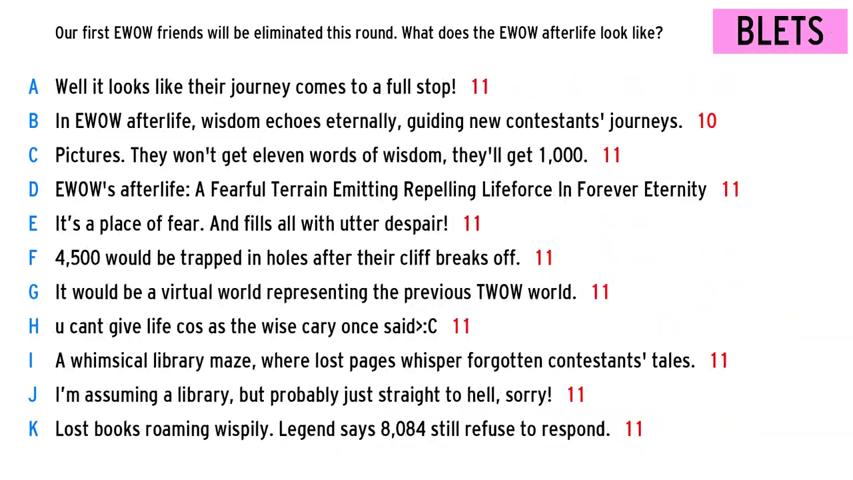 Our first EWOW friends will be eliminated this round. What does the EWOW afterlife look like?
BLETS
A Well it looks like their journey comes to a full stop! 11
B In EWOW afterlife, wisdom echoes eternally, guiding new contestants' journeys. 10
C Pictures. They won't get eleven words of wisdom, they'll get 1,000. 11
D EWOW's afterlife: A Fearful Terrain Emitting Repelling Lifeforce In Forever Eternity 11
E It's a place of fear. And fills all with utter despair! 11
F 4,500 would be trapped in holes after their cliff breaks off. 11
G It would be a virtual world representing the previous TWOW world. 11
H u cant give life cos as the wise cary once said>:C 11
I A whimsical library maze, where lost pages whisper forgotten contestants' tales. 11
J I'm assuming a library, but probably just straight to hell, sorry! 11
K Lost books roaming wispily. Legend says 8,084 still refuse to respond. 11